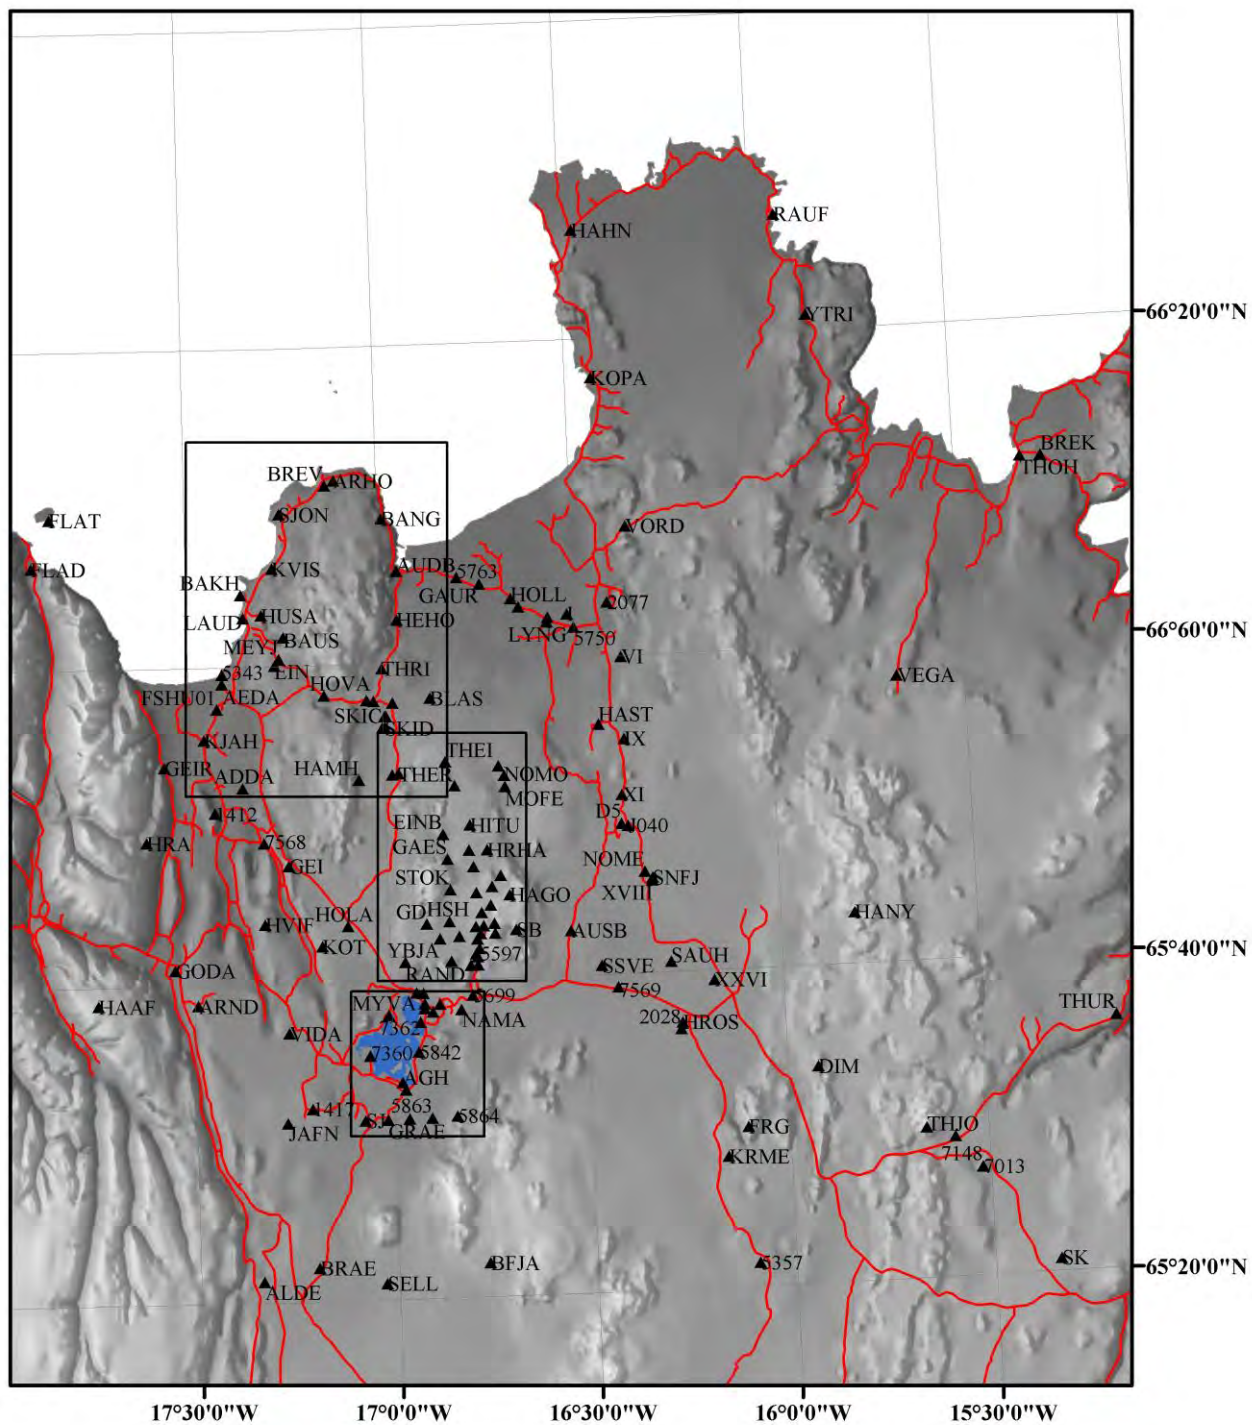 RAUF
HAHN
66°20'0"N
YTRI
KOPA
BREK
THOH
BREV
ARHO
SJON
BANG
FLAT
VORD
FLAD
KVIS
AUDB
5763
BAKH
GAUR
HOLL
2077
LAUD
HUSA
HEHO
I
LYNG
5750
66°60'0"N
MEYJ
BAUS
VI
5343
EIN
THRI
VEGA
FSHU01
AEDA
HOVA
BLAS
SKIC
SKID
HAST
IX
KJAH
THEI
GEIR
ADDA
HAMH
THER
NOMO
MOFE
XI
1412
D5
J040
EINB
HITU
HRA
7568
GAES
HRHA
GEI
NOME
SNFJ
STOK
HAGO
XVIII
HOLA
GD
HSH
HANY
HVIF
SB
AUSB
KOT
YBJA
5597
65°40'0"N
GODA
RAND
SSVE
SAUH
XXVI
7569
HAAF
ARND
MYVA
5699
NAMA
THUR
VIDA
7362
2028
HROS
7360
5842
DIM
AGH
1417
5863
5864
JAFN
SJ
GRAE
FRG
THJO
KRME
7148
7013
BRAE
SELL
BFJA
5357
SK
65°20'0"N
ALDE
17°30'0"W
17°0'0"W
16°30'0"W
16°0'0"W
15°30'0"W